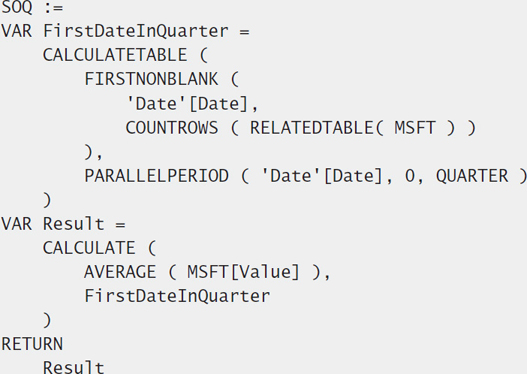 SOQ :=
VAR FirstDateInQuarter =
    CALCULATETABLE (
        FIRSTNONBLANK (
            'Date'[Date],
            COUNTROWS ( RELATEDTABLE( MSFT ) )
        ),
        PARALLELPERIOD ( 'Date'[Date], 0, QUARTER )
    )
VAR Result =
    CALCULATE (
        AVERAGE ( MSFT[Value] ),
        FirstDateInQuarter
    )
RETURN
    Result